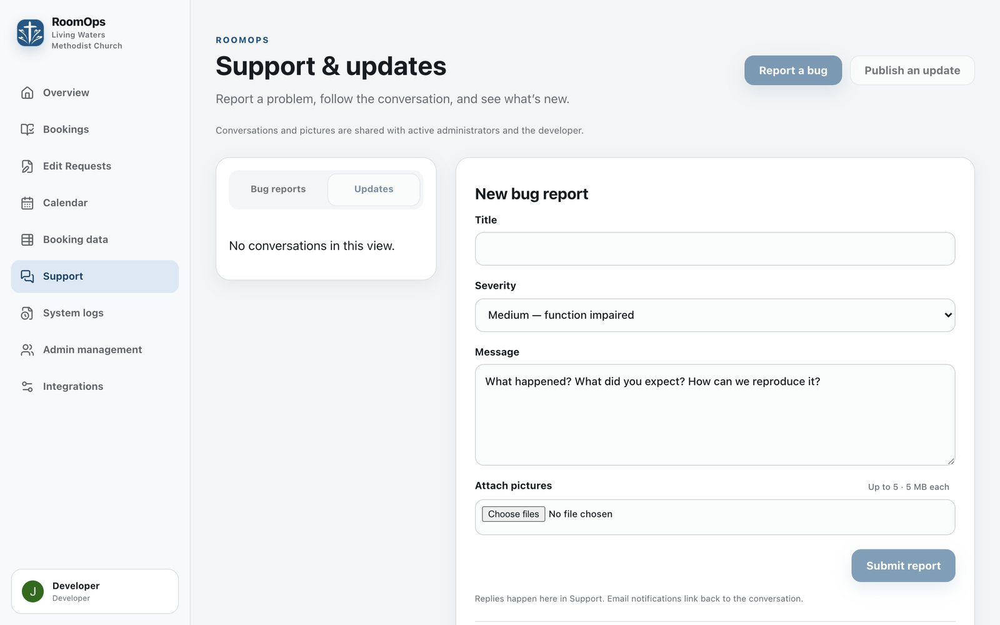 RoomOps
Living Waters
Methodist Church
Overview
Bookings
Edit Requests
Calendar
Booking data
Support
System logs
Admin management
Integrations
J
Developer
Developer
ROOMOPS
Support & updates
Report a problem, follow the conversation, and see what’s new.
Report a bug
Publish an update
Conversations and pictures are shared with active administrators and the developer.
Bug reports
Updates
No conversations in this view.
New bug report
Title
Severity
Medium — function impaired
Message
What happened? What did you expect? How can we reproduce it?
Attach pictures
Up to 5 · 5 MB each
Choose files No file chosen
Submit report
Replies happen here in Support. Email notifications link back to the conversation.